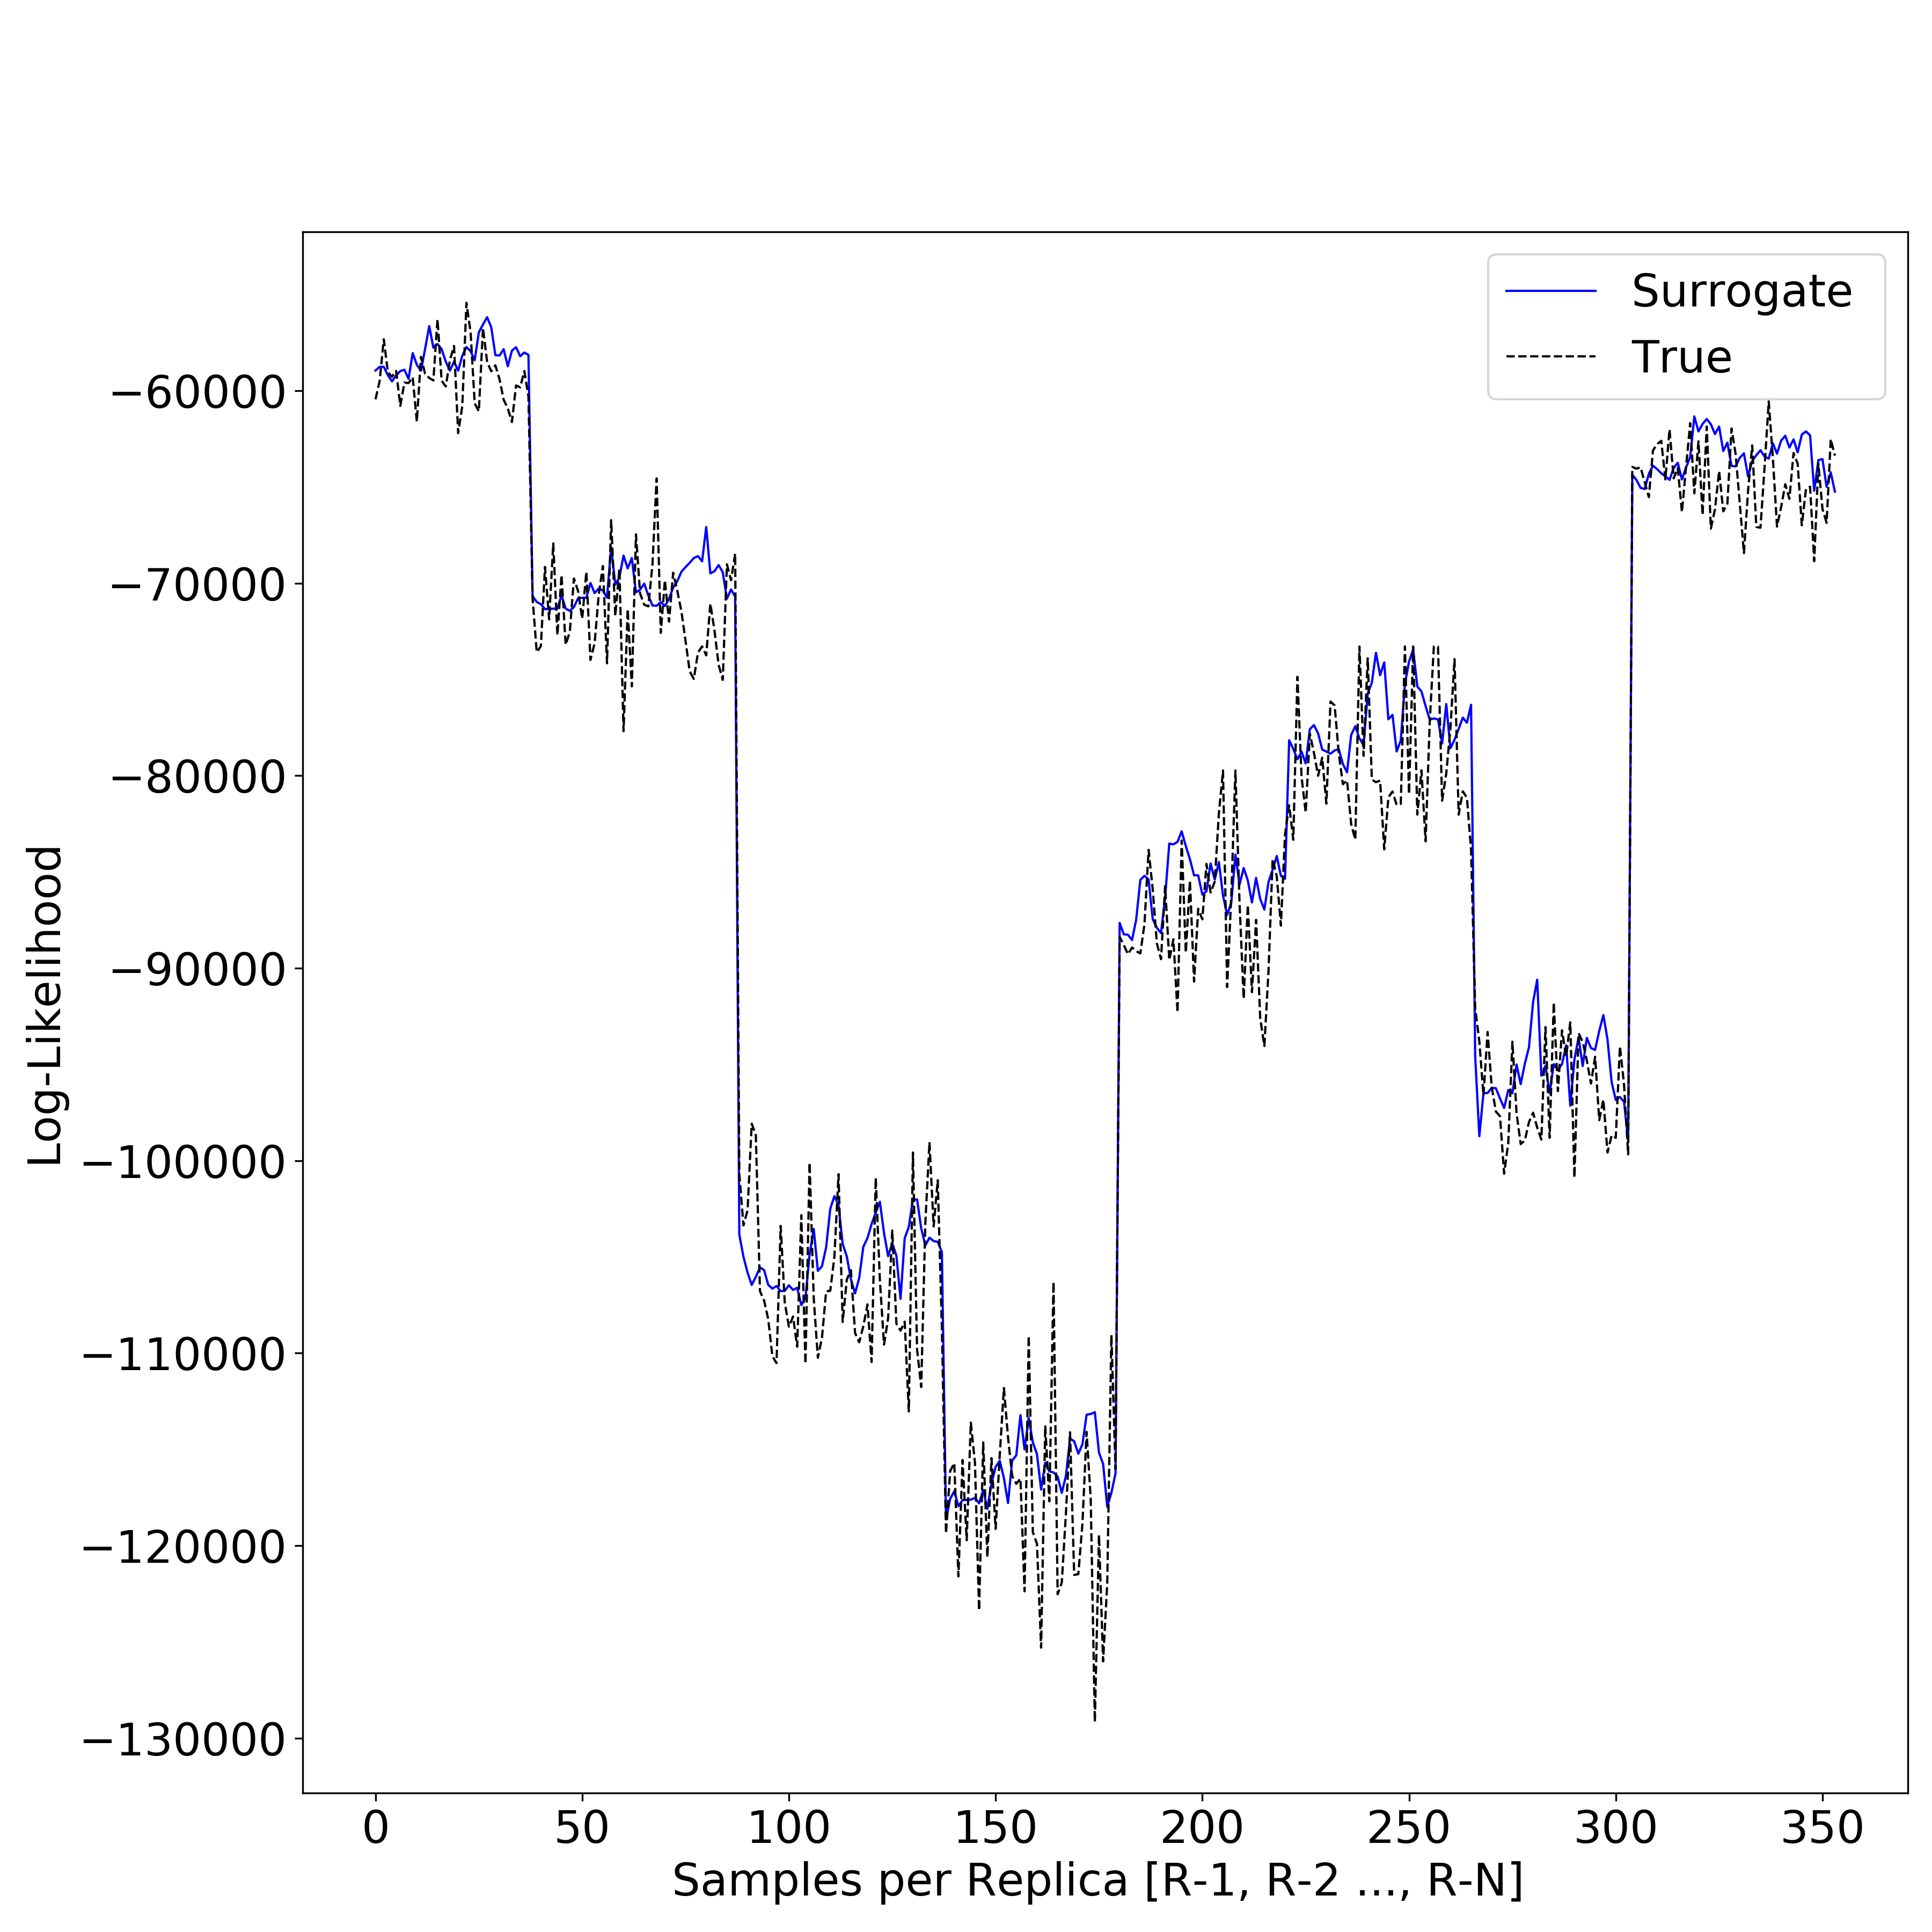 Surrogate
True
−60000
−70000
−80000
−90000
−100000
−110000
−120000
−130000
Log-Likelihood
0 50 100 150 200 250 300 350
Samples per Replica [R-1, R-2 ..., R-N]